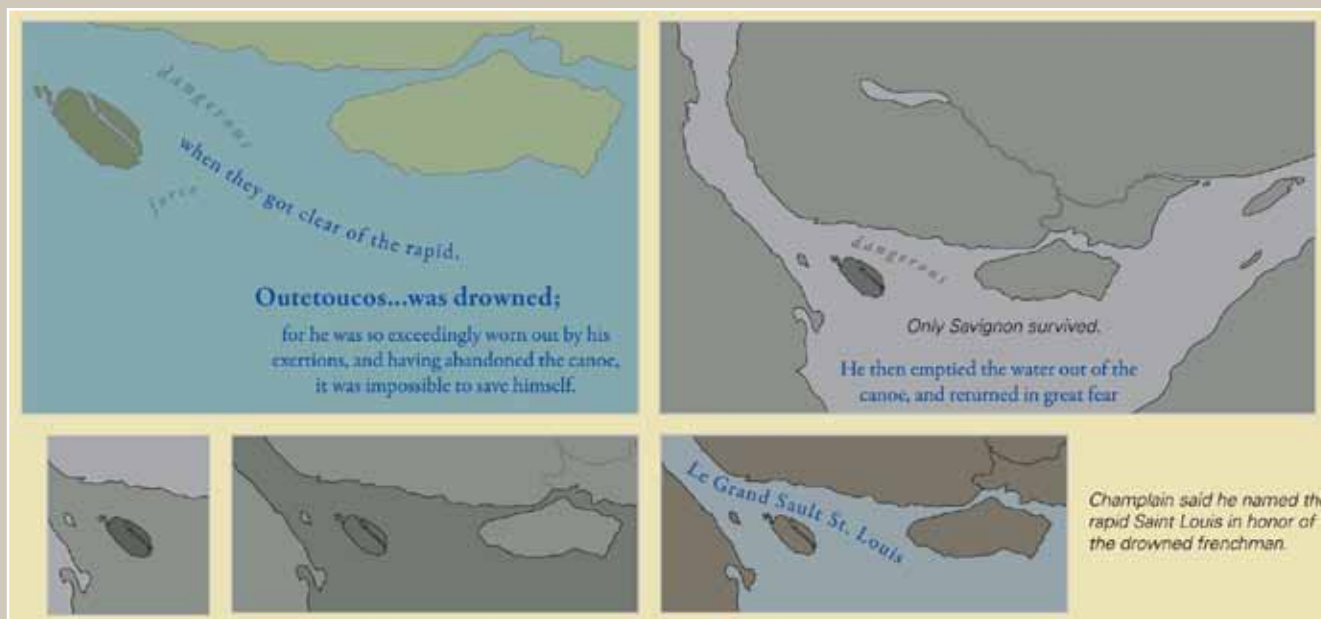 dangerous
force
when they got clear of the rapid.
Outetoucos...was drowned;
for he was so exceedingly worn out by his
exertions, and having abandoned the canoe,
it was impossible to save himself.
dangerous
Only Savignon survived.
He then emptied the water out of the
canoe, and returned in great fear
Le Grand Sault St. Louis
Champlain said he named the
rapid Saint Louis in honor of
the drowned frenchman.